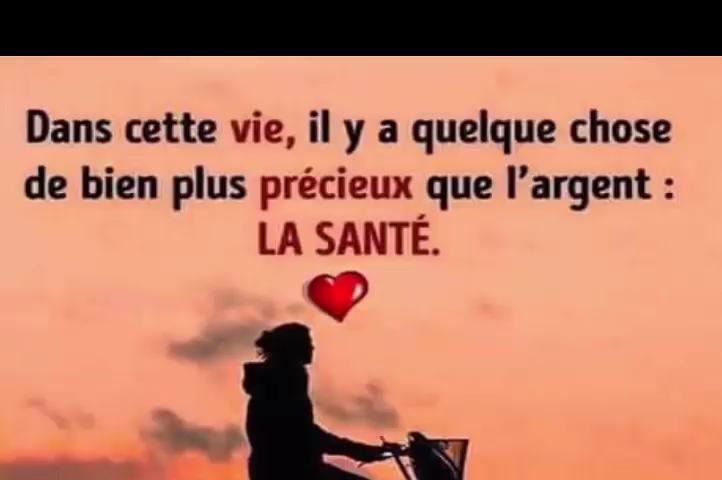 Dans cette vie, il y a quelque chose
de bien plus précieux que l'argent :
LA SANTÉ.